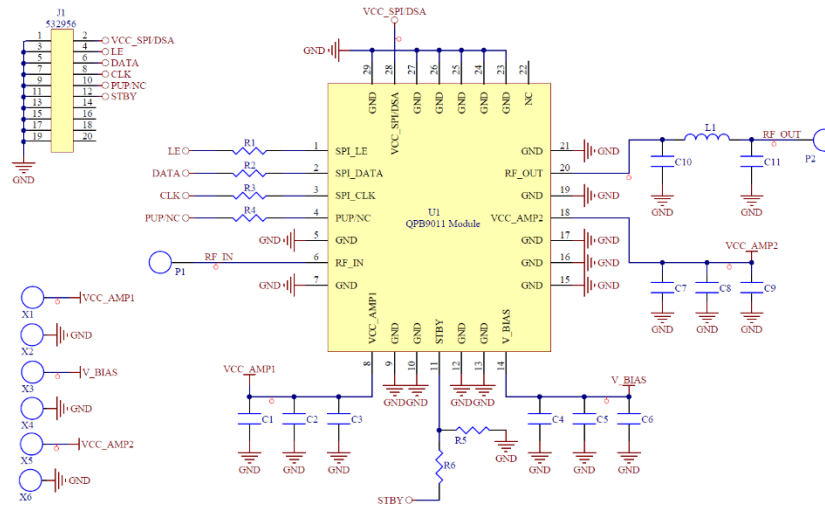 J1
532956
1 2 VCC_SPI/DSA
3 4 LE
5 6 DATA
7 8 CLK
9 10 PUP/NC
11 12 STBY
13 14
15 16
17 18
19 20
GND
VCC_SPI/DSA
GND
29 28 27 26 25 24 23 22
GND VCC_SPI/DSA GND GND GND GND GND NC
LE R1 1 SPI_LE
DATA R2 2 SPI_DATA
CLK R3 3 SPI_CLK
PUP/NC R4 4 PUP/NC
GND 5 GND
P1 RF_IN 6 RF_IN
GND 7 GND
U1
QPB9011 Module
GND 21 GND
RF_OUT 20
GND 19 GND
VCC_AMP2 18
GND 17 GND
GND 16 GND
GND 15 GND
L1 RF_OUT P2
C10 C11
GND GND
VCC_AMP2
C7 C8 C9
GND GND GND
VCC_AMP1 GND GND STBY GND GND V_BIAS
8 9 10 11 12 13 14
GND GND GND GND
VCC_AMP1
C1 C2 C3
GND GND GND
R5 GND
R6
STBY
V_BIAS
C4 C5 C6
GND GND GND
X1 VCC_AMP1
X2 GND
X3 V_BIAS
X4 GND
X5 VCC_AMP2
X6 GND